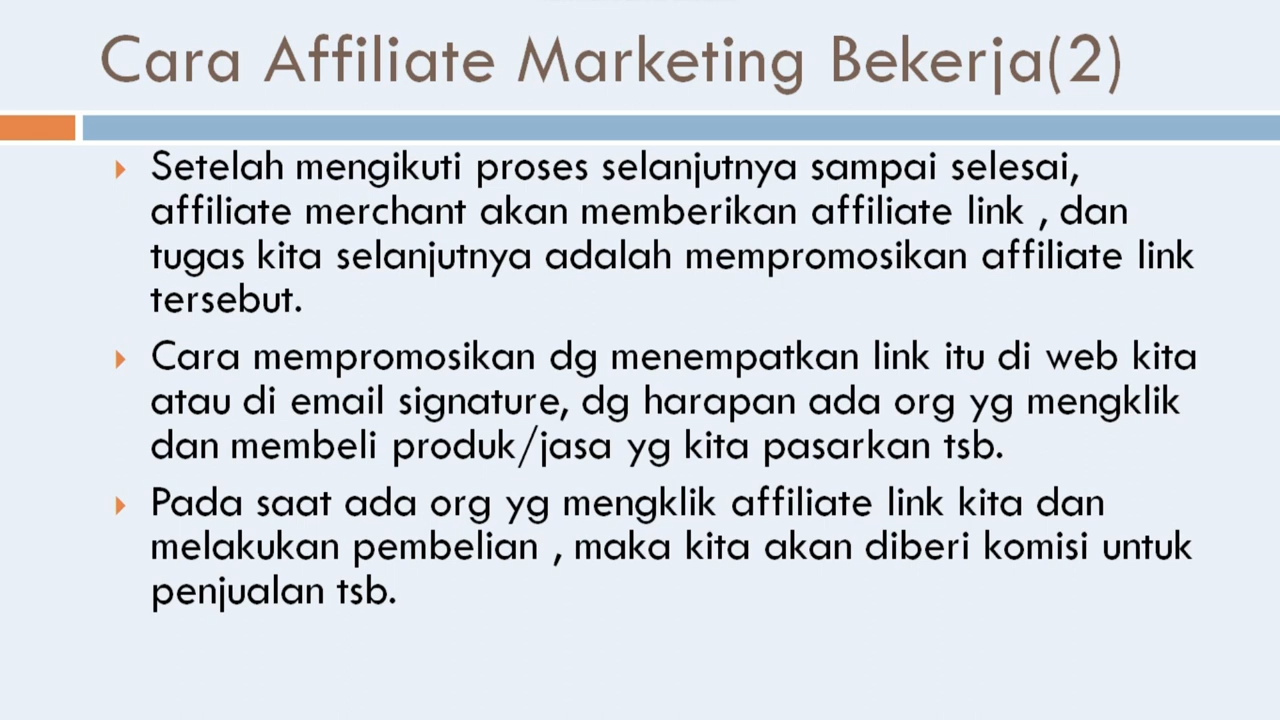 Cara Affiliate Marketing Bekerja(2)
Setelah mengikuti proses selanjutnya sampai selesai,
affiliate merchant akan memberikan affiliate link , dan
tugas kita selanjutnya adalah mempromosikan affiliate link
tersebut.
Cara mempromosikan dg menempatkan link itu di web kita
atau di email signature, dg harapan ada org yg mengklik
dan membeli produk/jasa yg kita pasarkan tsb.
Pada saat ada org yg mengklik affiliate link kita dan
melakukan pembelian , maka kita akan diberi komisi untuk
penjualan tsb.